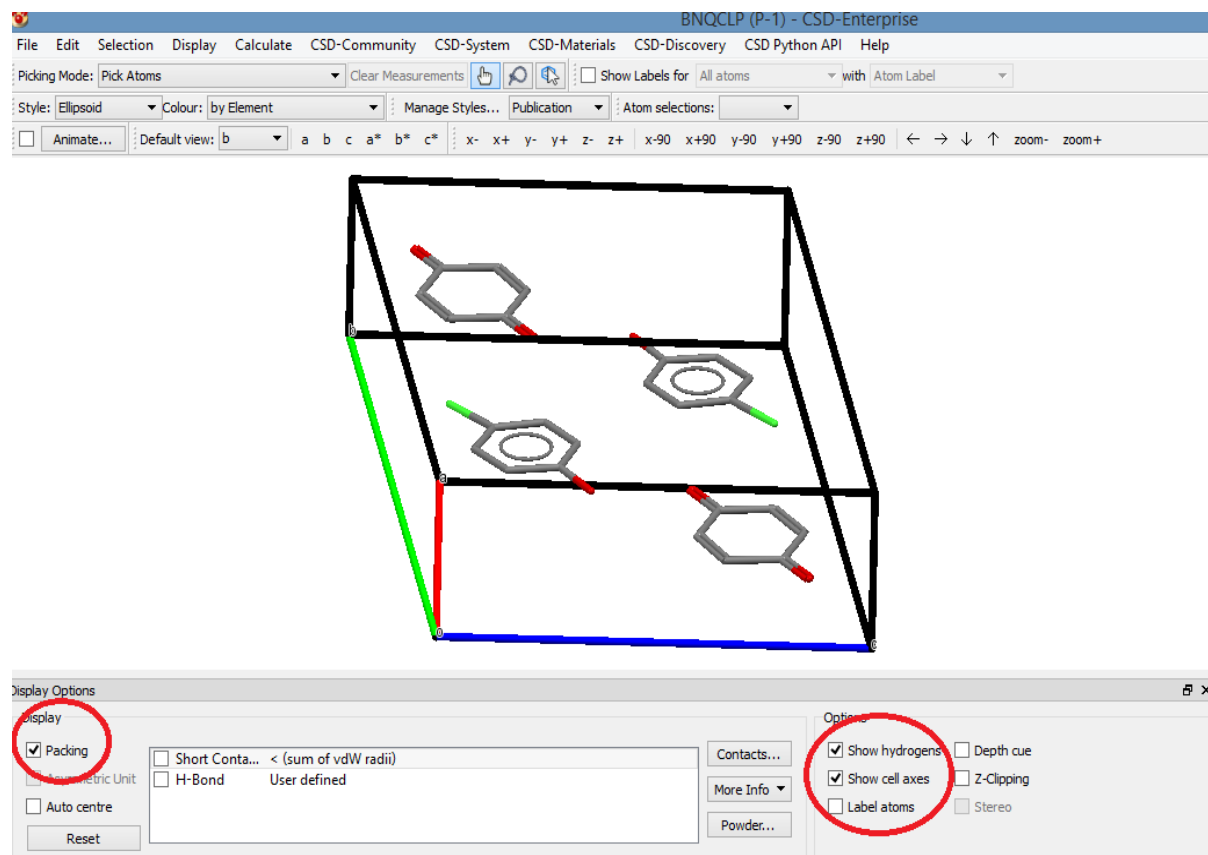 BNQCLP (P-1) - CSD-Enterprise
File Edit Selection Display Calculate CSD-Community CSD-System CSD-Materials CSD-Discovery CSD Python API Help
Picking Mode: Pick Atoms Clear Measurements Show Labels for All atoms with Atom Label
Style: Ellipsoid Colour: by Element Manage Styles... Publication Atom selections:
Animate... Default view: b a b c a* b* c* x- x+ y- y+ z- z+ x-90 x+90 y-90 y+90 z-90 z+90 ← → ↓ ↑ zoom- zoom+
b
a
o
c
Display Options
Display Options
Packing Short Conta... < (sum of vdW radii) Contacts... Show hydrogens Depth cue
Asymmetric Unit H-Bond User defined More Info Show cell axes Z-Clipping
Auto centre Label atoms Stereo
Reset Powder...